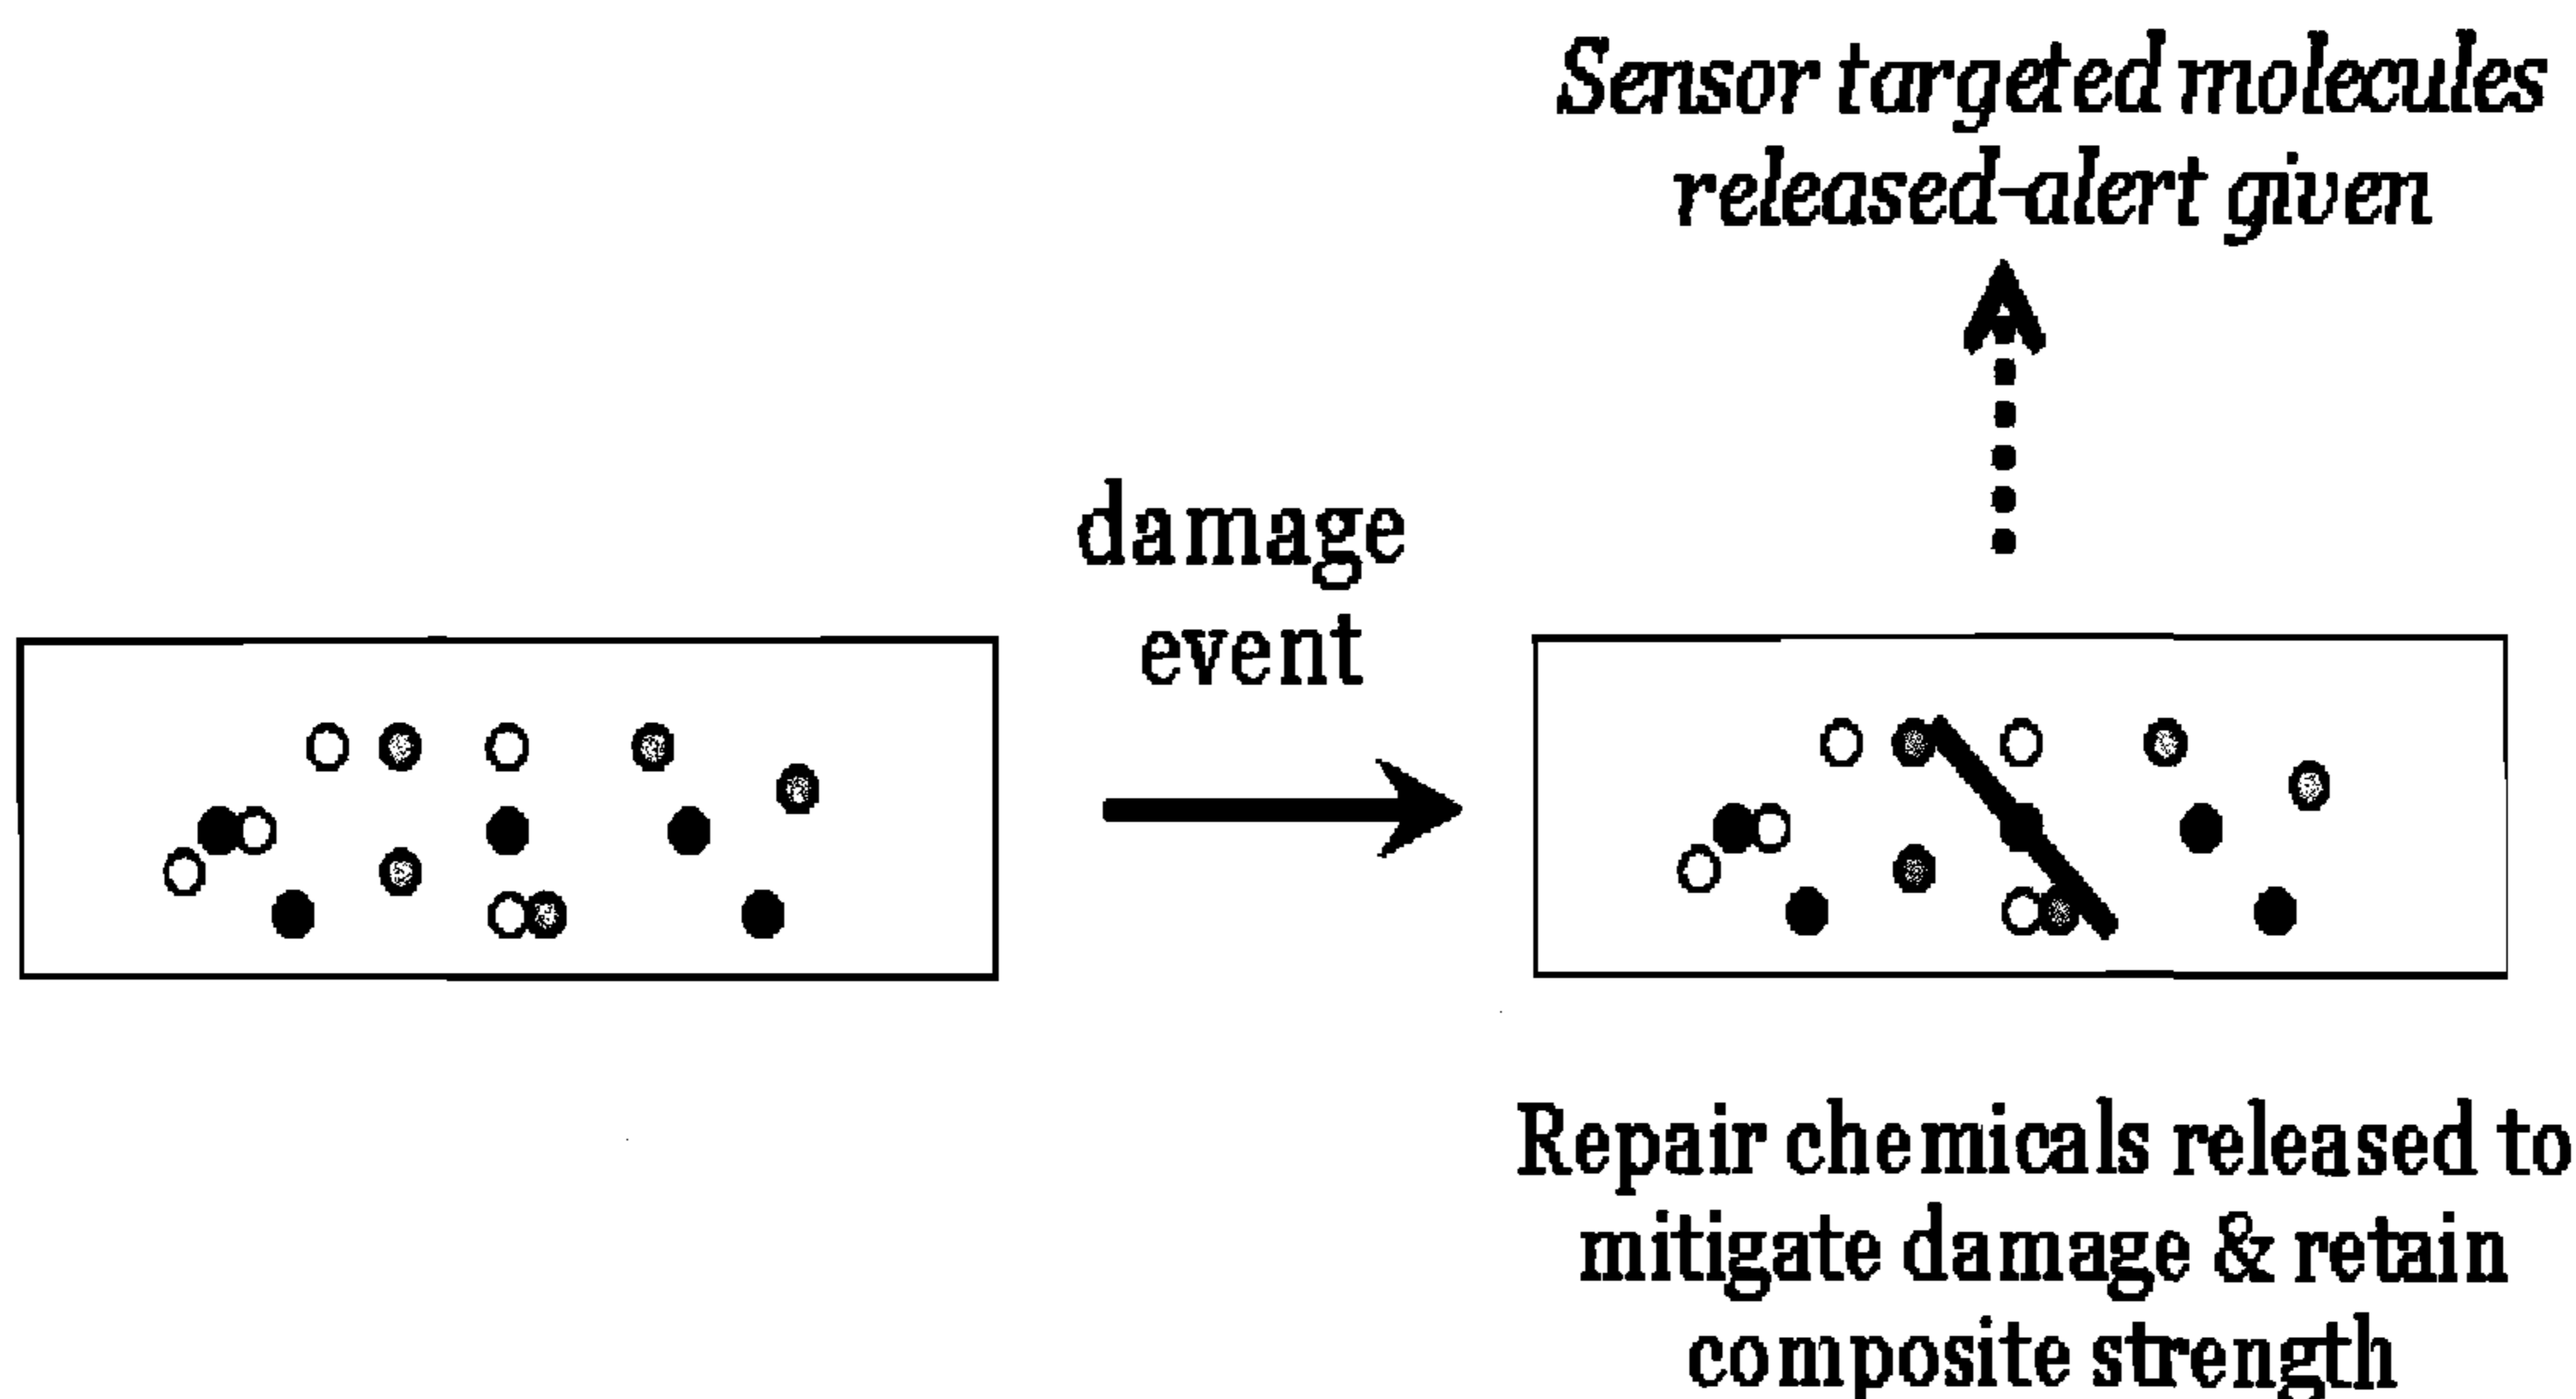 Sensor targeted molecules
released-alert given
damage
event
Repair chemicals released to
mitigate damage & retain
composite strength